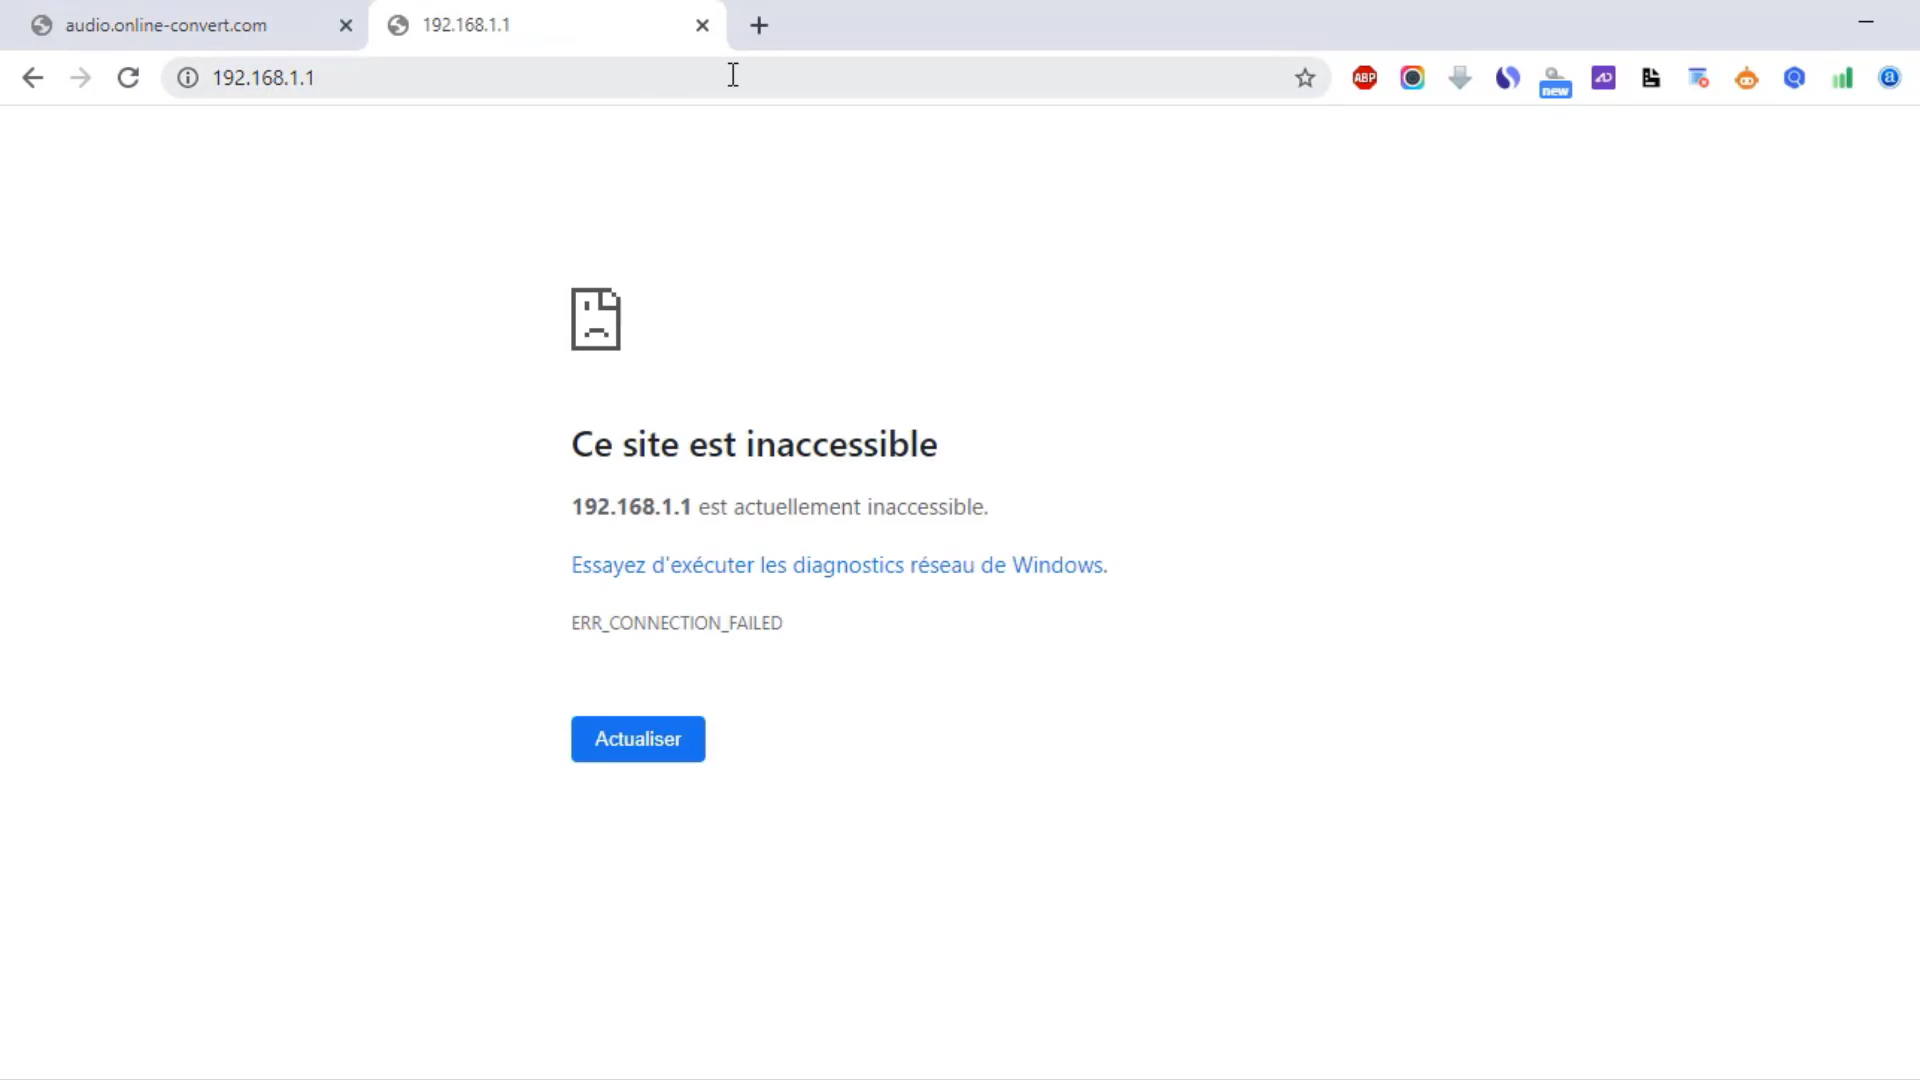 audio.online-convert.com
192.168.1.1
192.168.1.1
ABP
new
AD
a
Ce site est inaccessible
192.168.1.1 est actuellement inaccessible.
Essayez d'exécuter les diagnostics réseau de Windows.
ERR_CONNECTION_FAILED
Actualiser